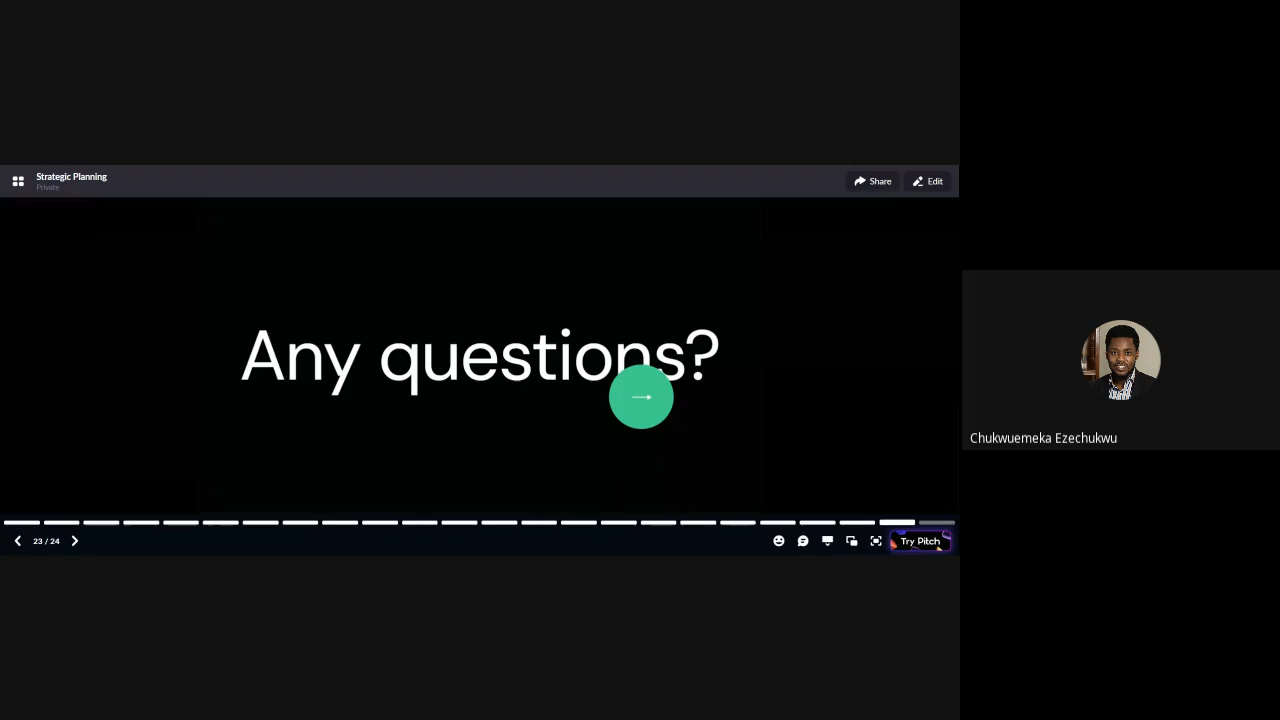 Strategic Planning
Private
Share
Edit
Any questions?
23 / 24
Try Pitch
Chukwuemeka Ezechukwu